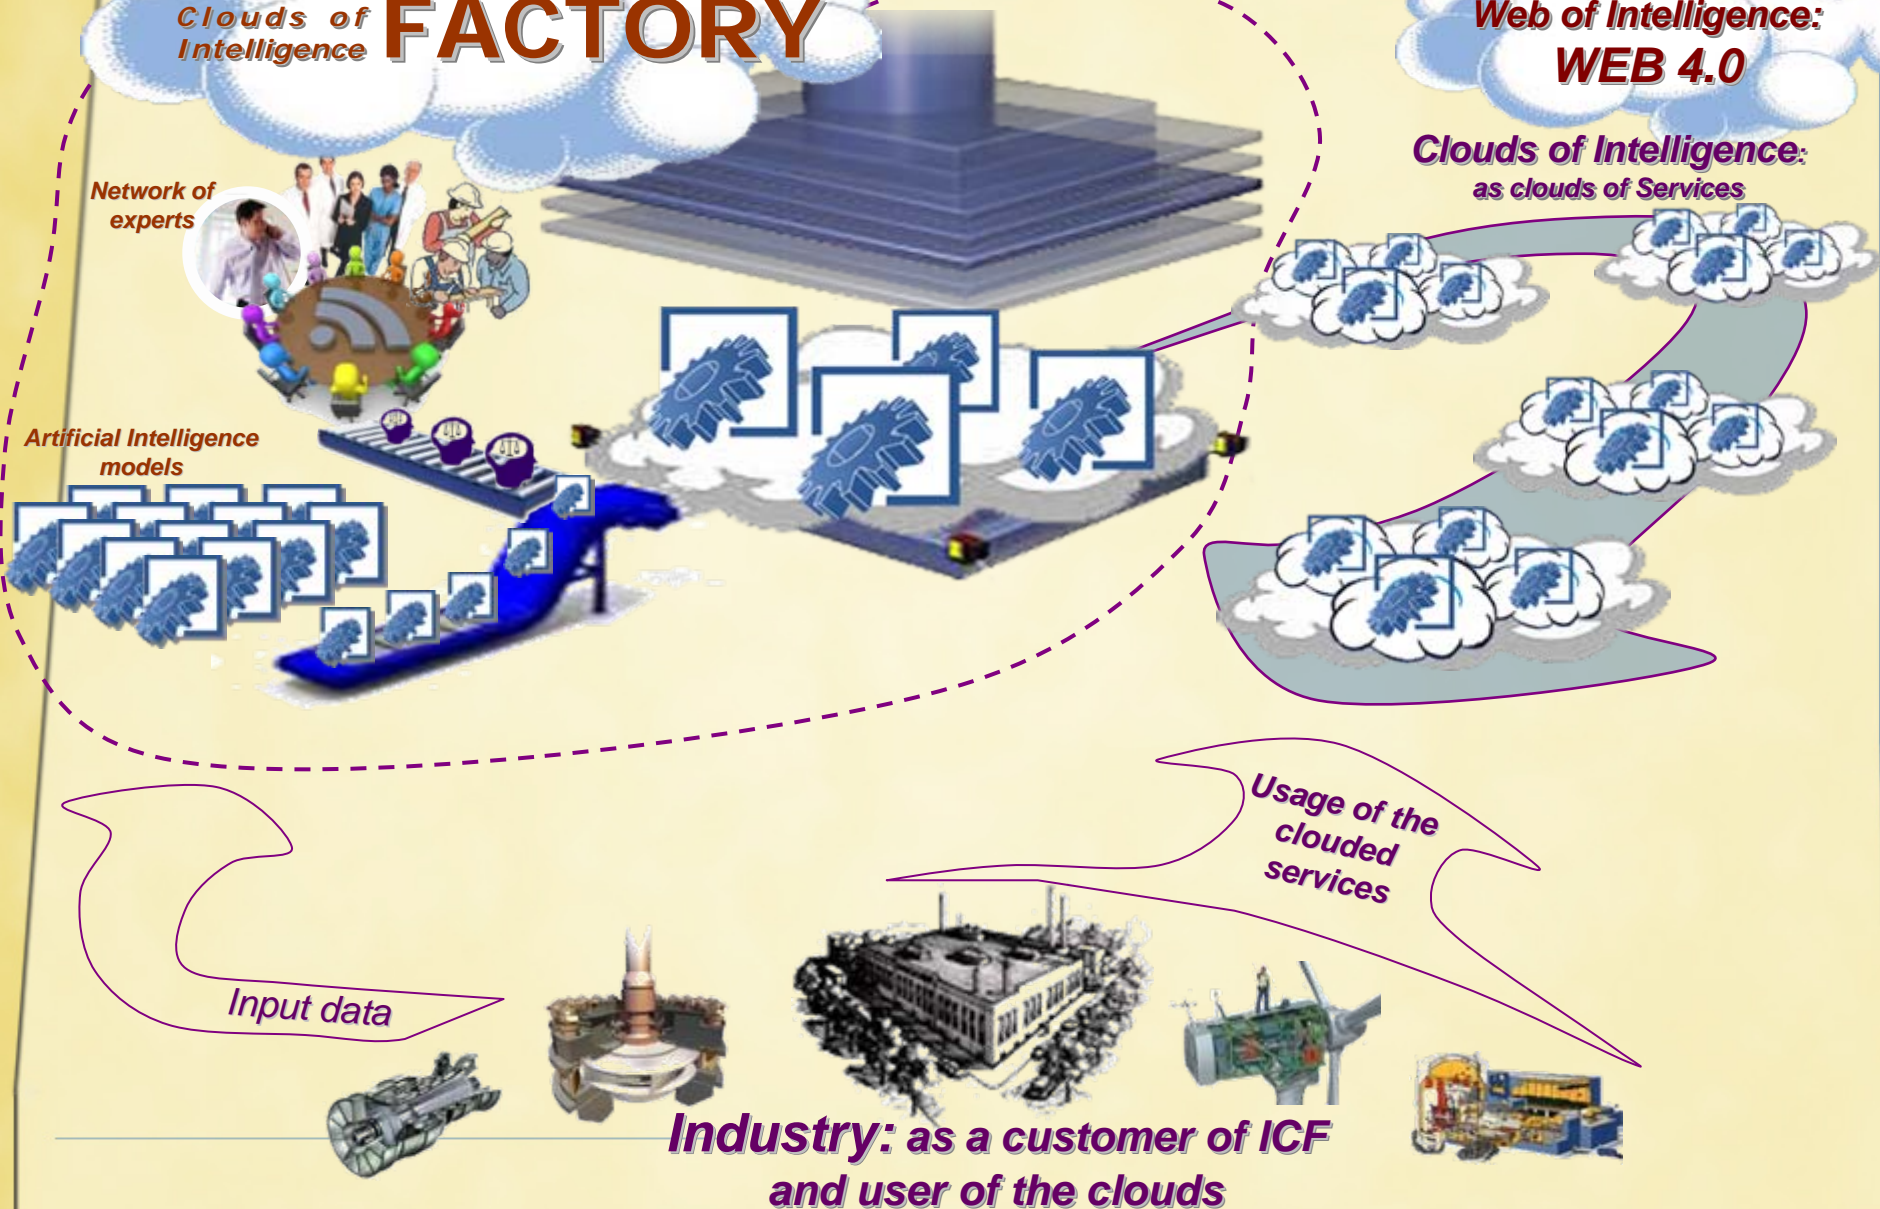 Clouds of
Intelligence
FACTORY
Web of Intelligence:
WEB 4.0
Clouds of Intelligence:
as clouds of Services
Network of
experts
Artificial Intelligence
models
Usage of the
clouded
services
Input data
Industry: as a customer of ICF
and user of the clouds